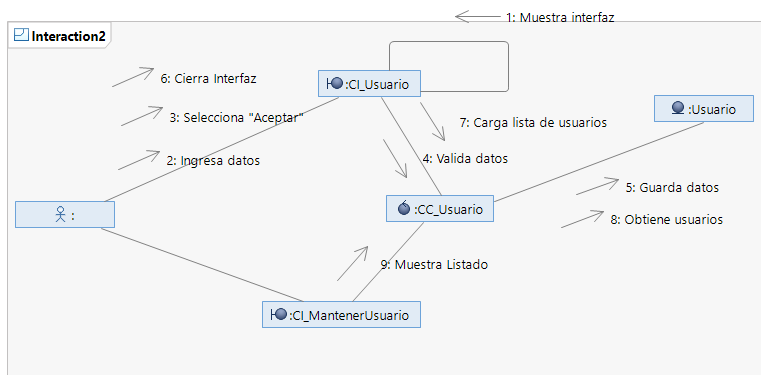 1: Muestra interfaz
Interaction2
6: Cierra Interfaz
:CI_Usuario
3: Selecciona "Aceptar"
7: Carga lista de usuarios
:Usuario
2: Ingresa datos
4: Valida datos
5: Guarda datos
:
:CC_Usuario
8: Obtiene usuarios
9: Muestra Listado
:CI_MantenerUsuario